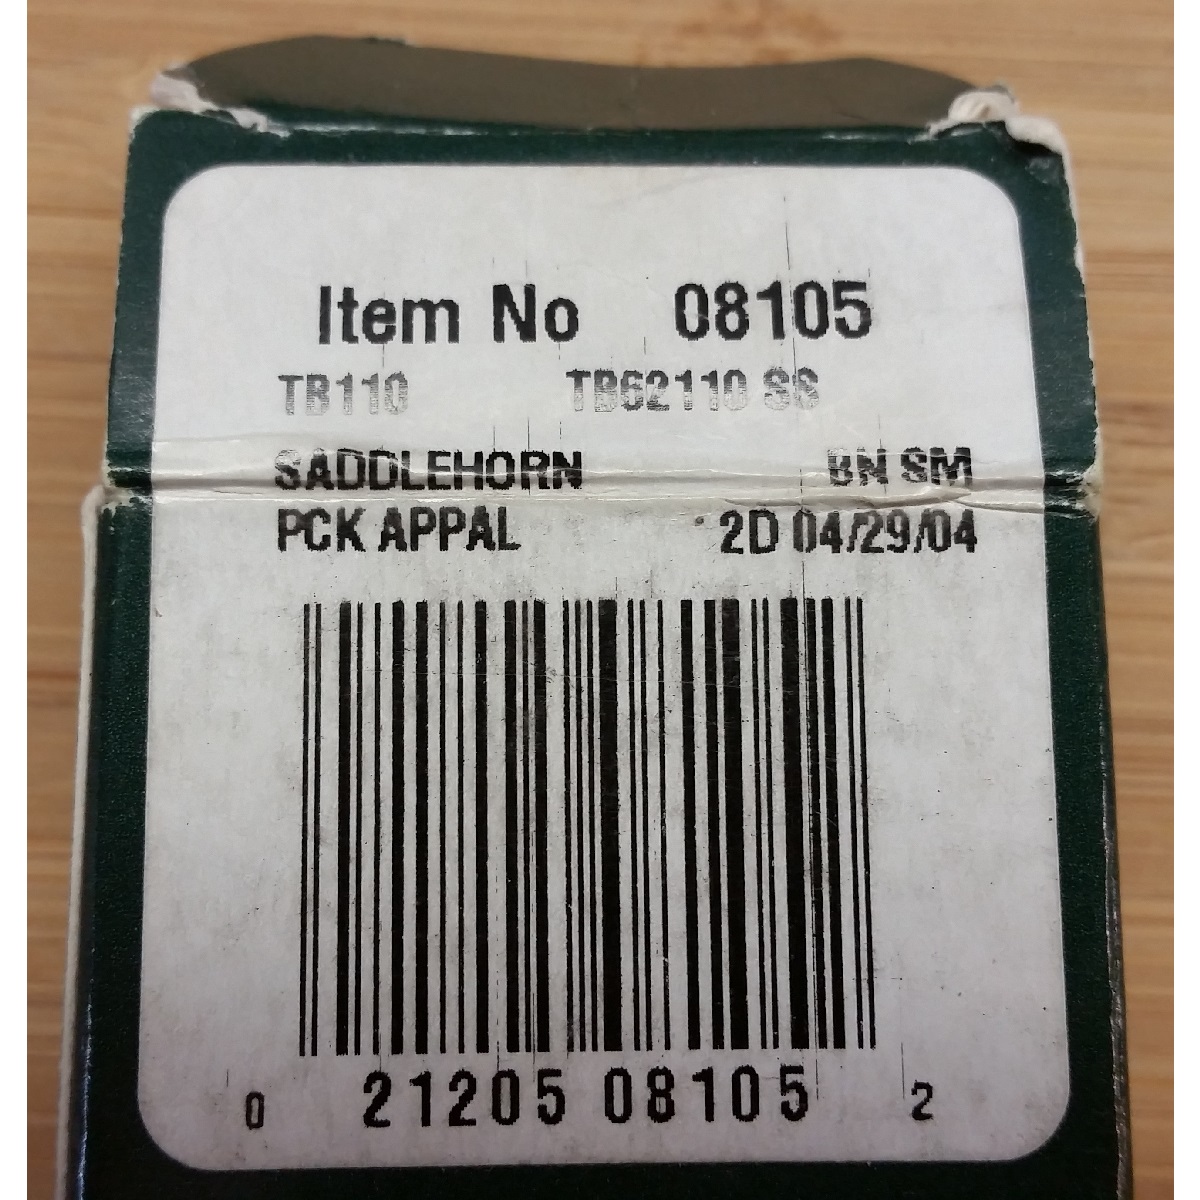 Item No 08105
TB110 TB62110 SS
SADDLEHORN BN SM
PCK APPAL 2D 04/29/04
0 21205 08105 2